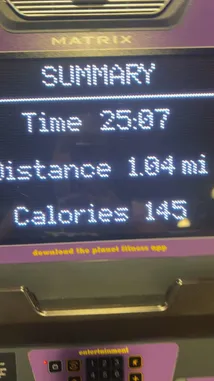 MATRIX
SUMMARY
Time 25:07
Distance 1.04 mi
Calories 145
download the planet fitness app
entertainment